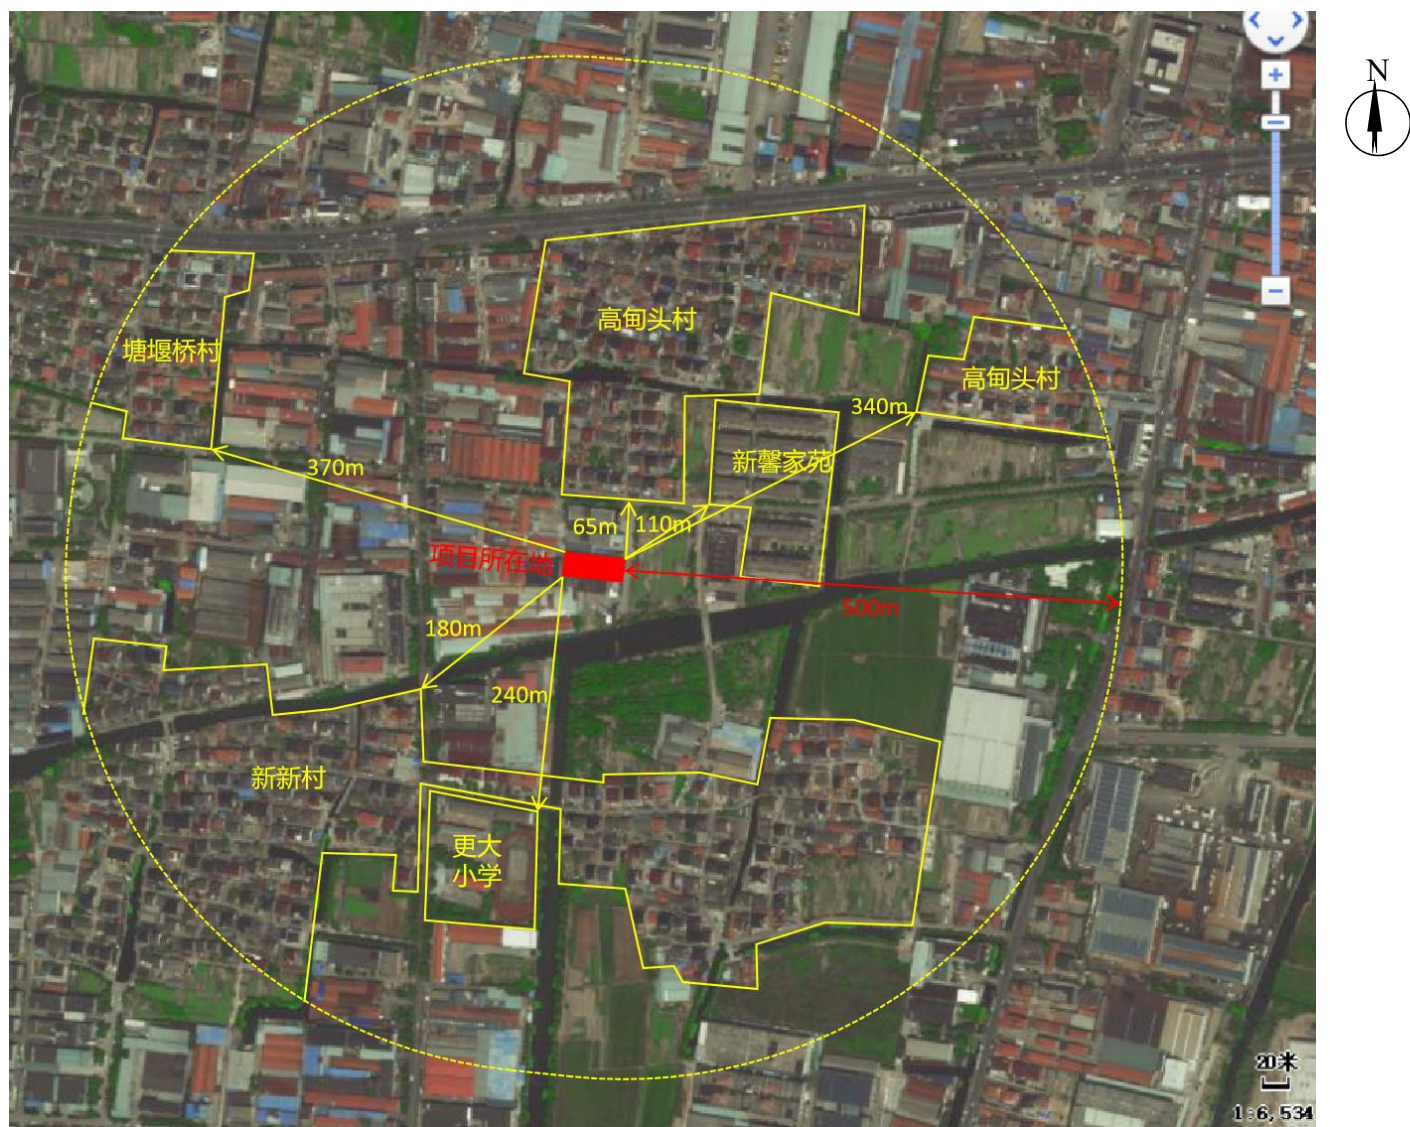 N
高甸头村
塘堰桥村
高甸头村
340m
新馨家苑
370m
65m
110m
项目所在地
500m
180m
240m
新新村
更大
小学
20米
1:6,534